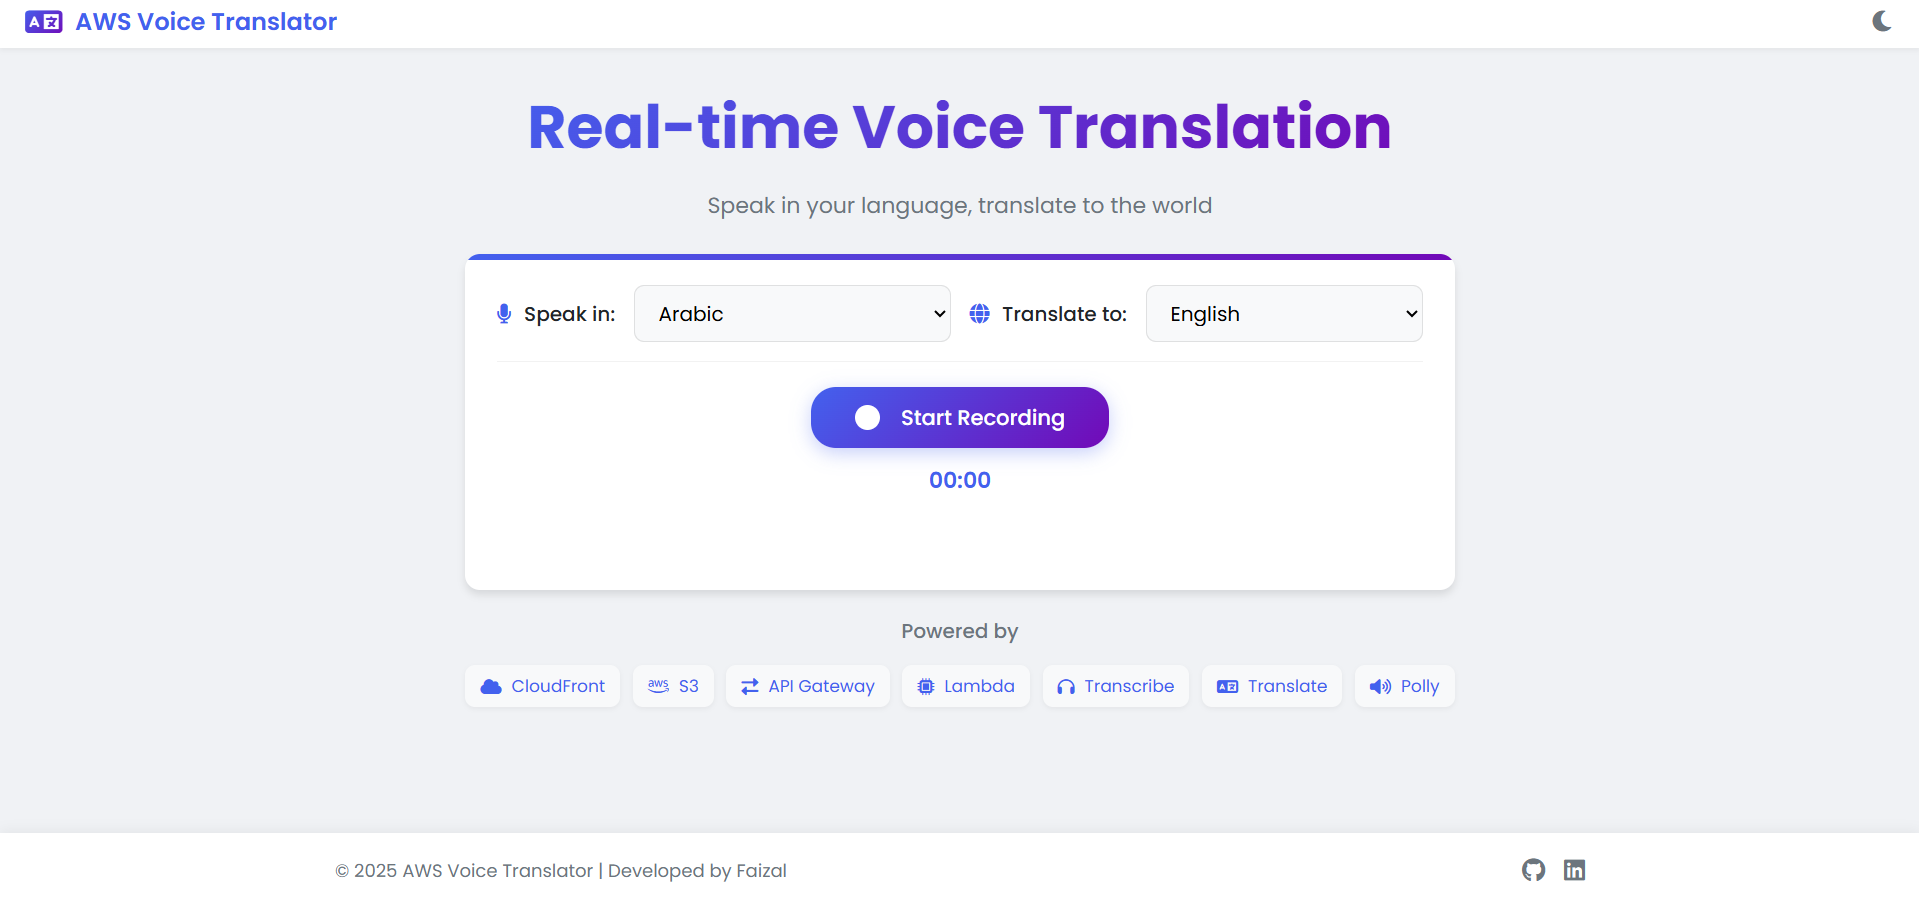 AWS Voice Translator
Real-time Voice Translation
Speak in your language, translate to the world
Speak in: Arabic Translate to: English
Start Recording
00:00
Powered by
CloudFront aws S3 API Gateway Lambda Transcribe Translate Polly
© 2025 AWS Voice Translator | Developed by Faizal